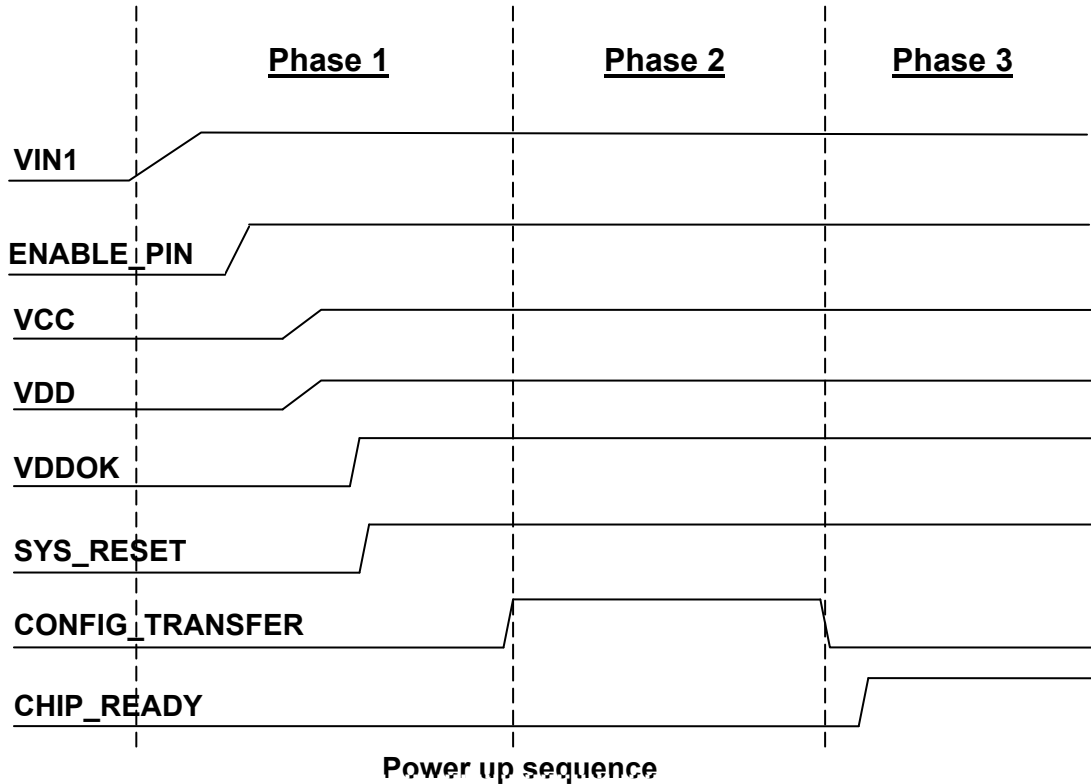 Phase 1 Phase 2 Phase 3
VIN1
ENABLE_PIN
VCC
VDD
VDDOK
SYS_RESET
CONFIG_TRANSFER
CHIP_READY
Power up sequence